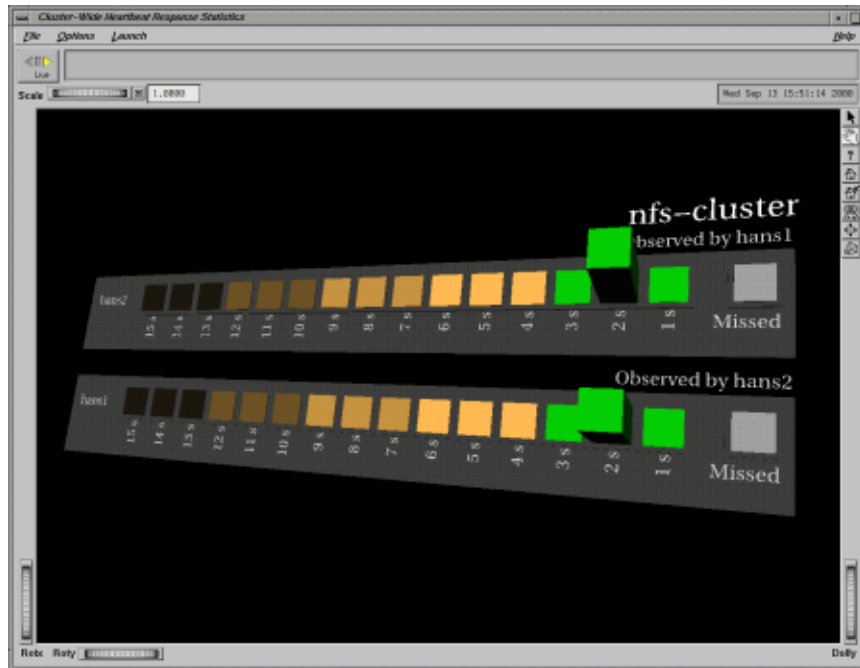 Cluster-Wide Heartbeat Response Statistics
File Options Launch Help
Live
Scale 1.0000 Wed Sep 13 15:51:14 2000
nfs-cluster
Observed by hans1
hans2
15 s 14 s 13 s 12 s 11 s 10 s 9 s 8 s 7 s 6 s 5 s 4 s 3 s 2 s 1 s Missed
Observed by hans2
hans1
15 s 14 s 13 s 12 s 11 s 10 s 9 s 8 s 7 s 6 s 5 s 4 s 3 s 2 s 1 s Missed
Rotx Roty Dolly